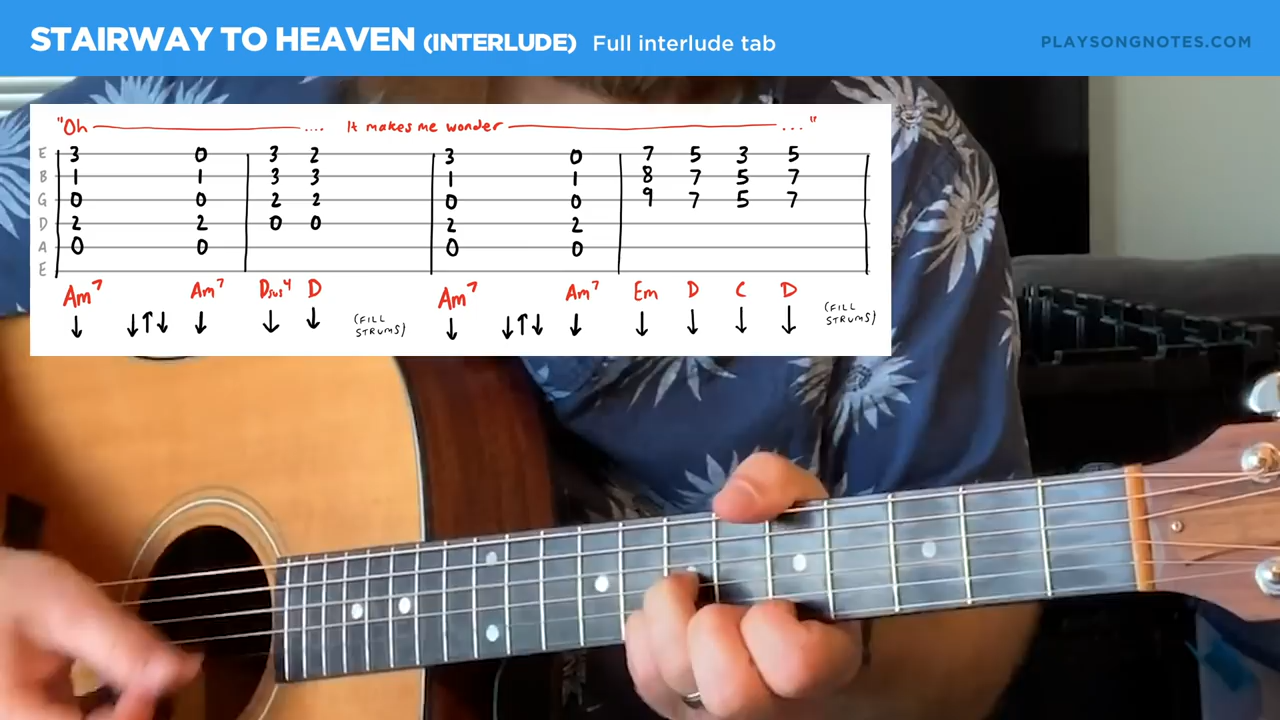 STAIRWAY TO HEAVEN (INTERLUDE) Full interlude tab
PLAYSONGNOTES.COM
"Oh .... It makes me wonder ..."
E 3 0 3 2 3 0 7 5 3 5
B 1 1 3 3 1 1 8 7 5 7
G 0 0 2 2 0 0 9 7 5 7
D 2 2 0 0 2 2
A 0 0 0 0
E
Am7 Am7 Dsus4 D Am7 Am7 Em D C D
↓ ↓↑↓ ↓ ↓ ↓ (FILL STRUMS) ↓ ↓↑↓ ↓ ↓ ↓ ↓ ↓ (FILL STRUMS)